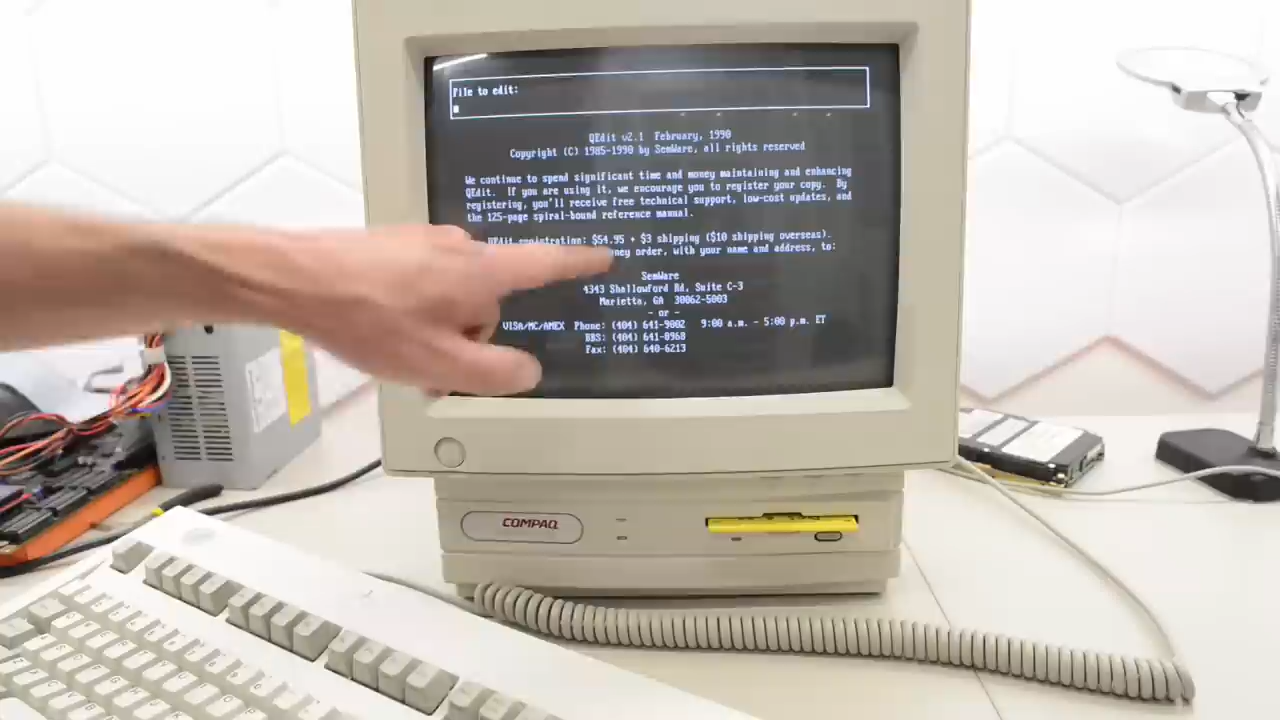 File to edit:
QEdit v2.1 February, 1990
Copyright (C) 1985-1990 by SemWare, all rights reserved
We continue to spend significant time and money maintaining and enhancing
QEdit. If you are using it, we encourage you to register your copy. By
registering, you'll receive free technical support, low-cost updates, and
the 125-page spiral-bound reference manual.
QEdit registration: $54.95 + $3 shipping ($10 shipping overseas).
order, with your name and address, to:
SemWare
4343 Shallowford Rd, Suite C-3
Marietta, GA 30062-5003
- or -
VISA/MC/AMEX Phone: (404) 641-9002 9:00 a.m. - 5:00 p.m. ET
BBS: (404) 641-8968
Fax: (404) 640-6213
COMPAQ